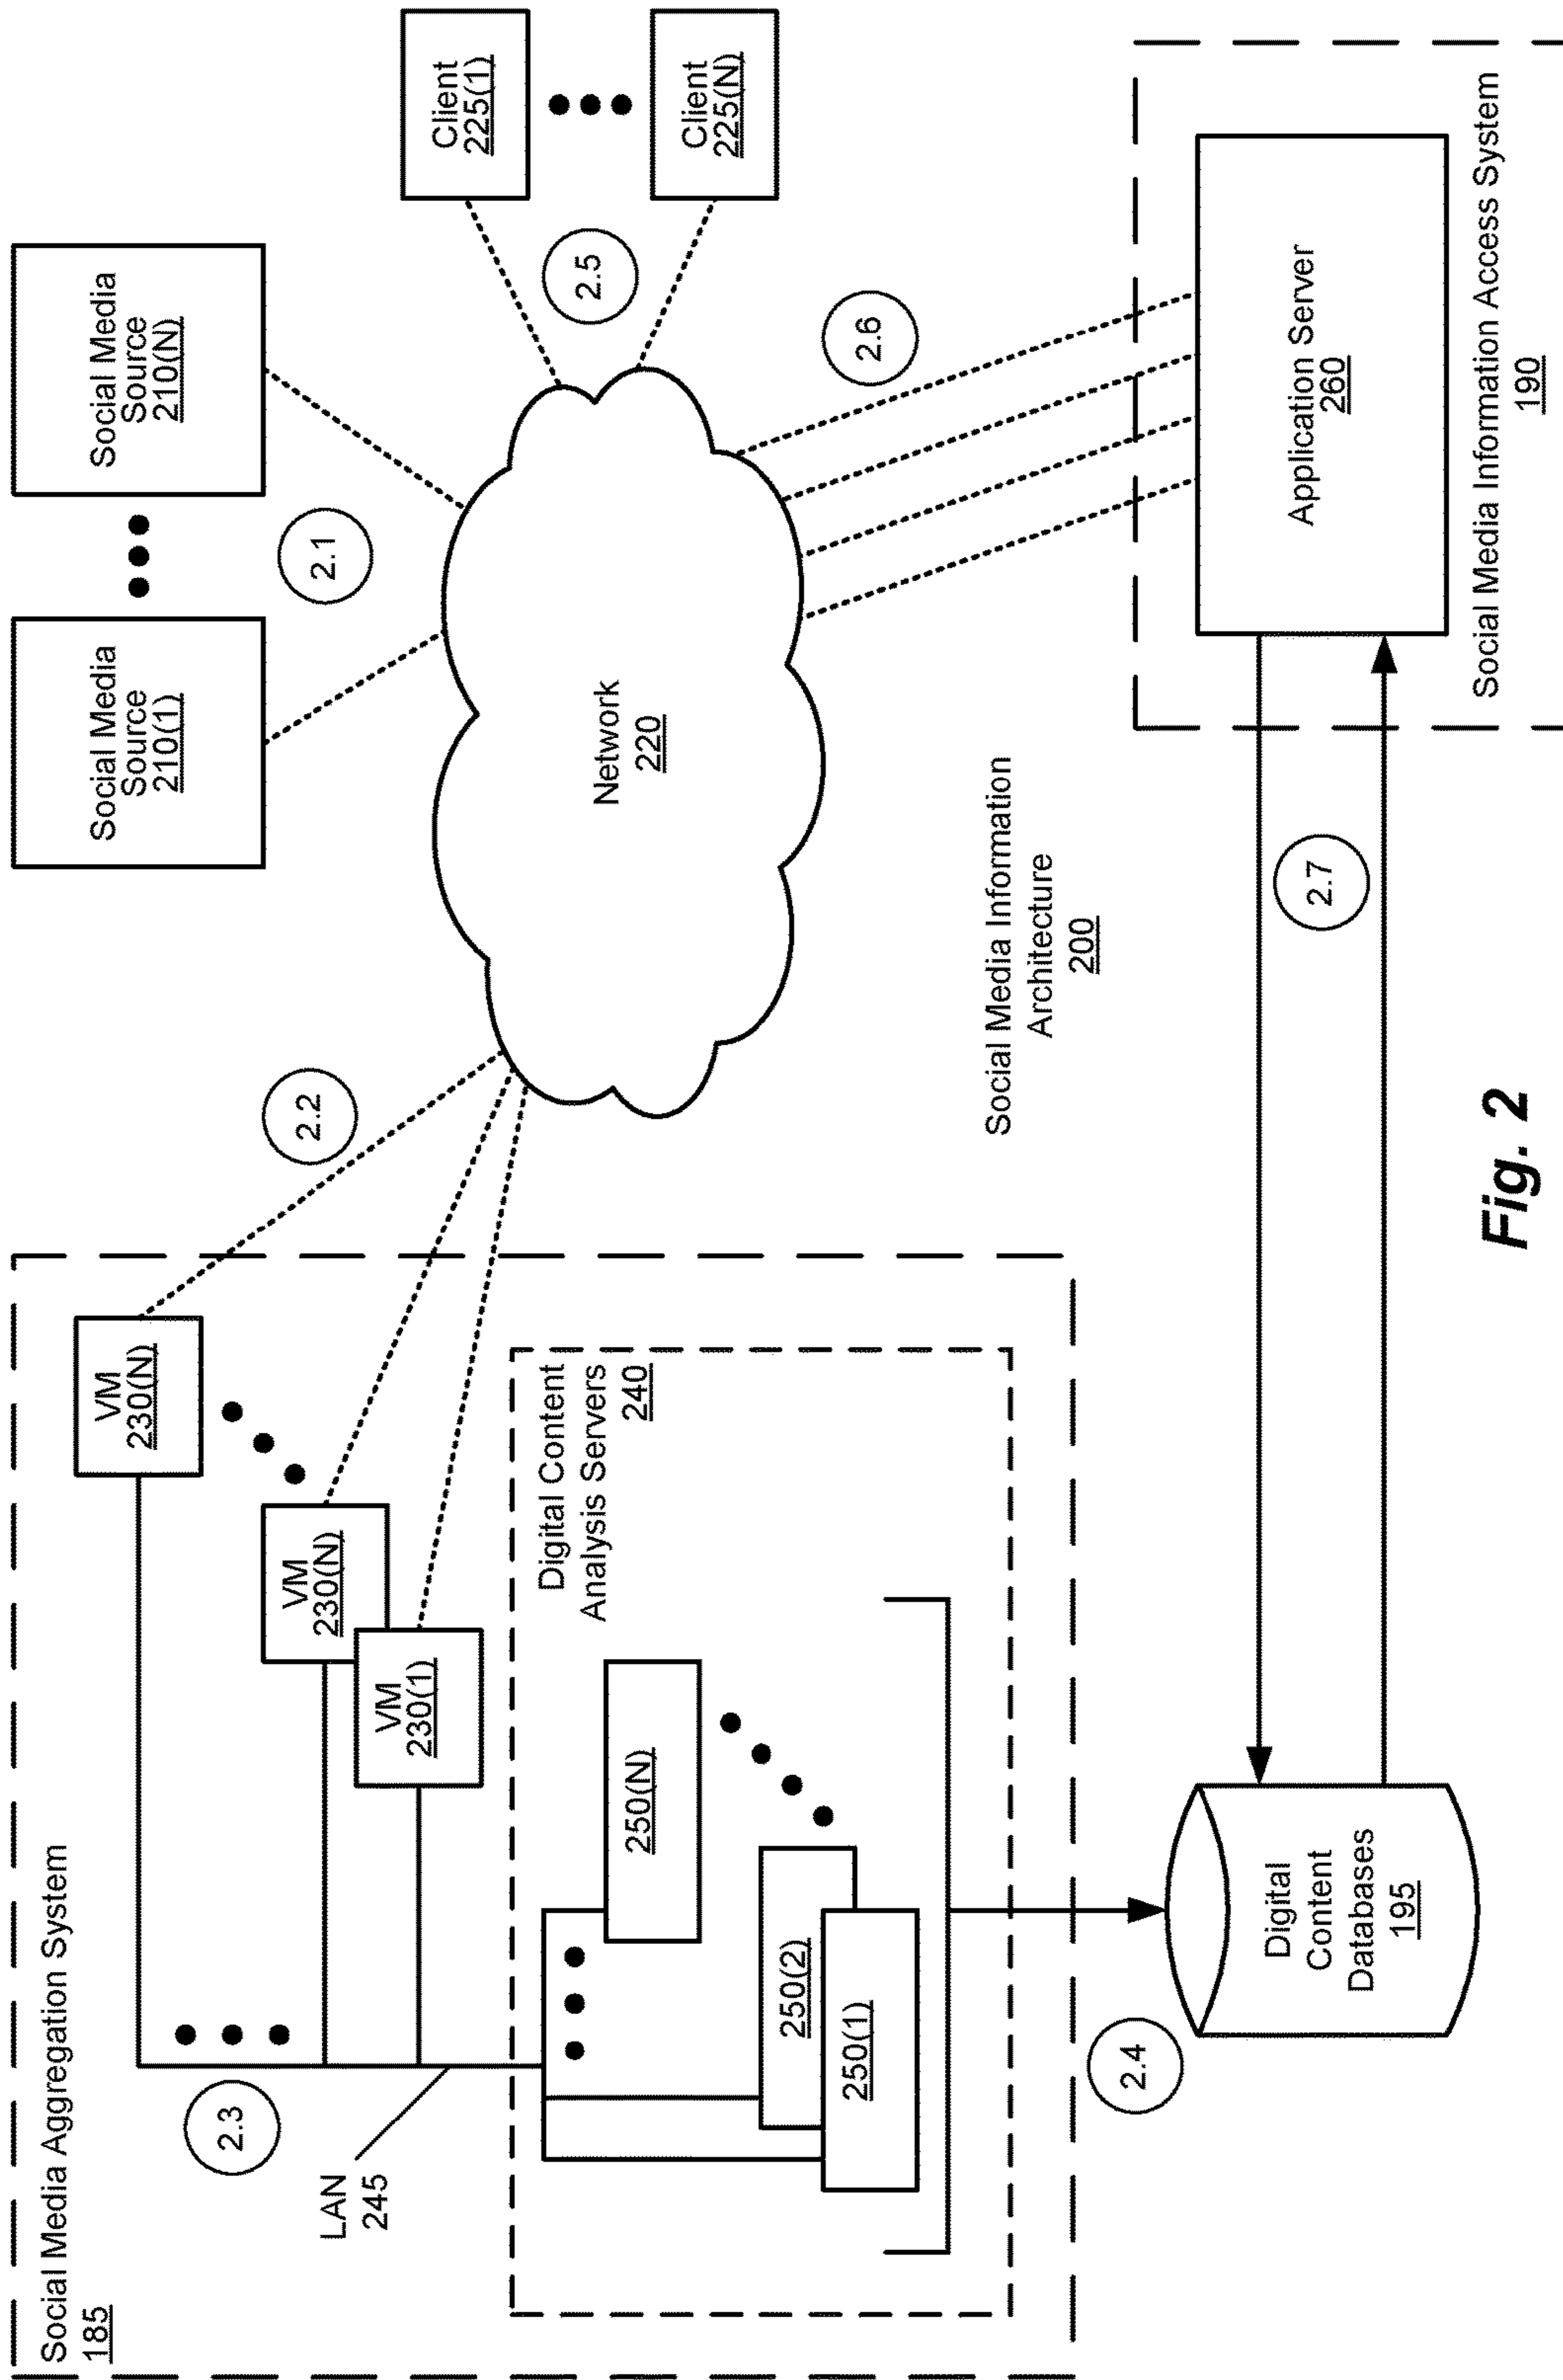 Social Media Aggregation System
185
VM
230(N)
VM
230(N)
VM
230(1)
2.3
LAN
245
Digital Content
Analysis Servers
240
250(N)
250(2)
250(1)
2.4
Digital
Content
Databases
195
2.2
Social Media
Source
210(1)
Social Media
Source
210(N)
2.1
Network
220
Client
225(1)
Client
225(N)
2.5
2.6
Social Media Information
Architecture
200
2.7
Application Server
260
Social Media Information Access System
190
Fig. 2